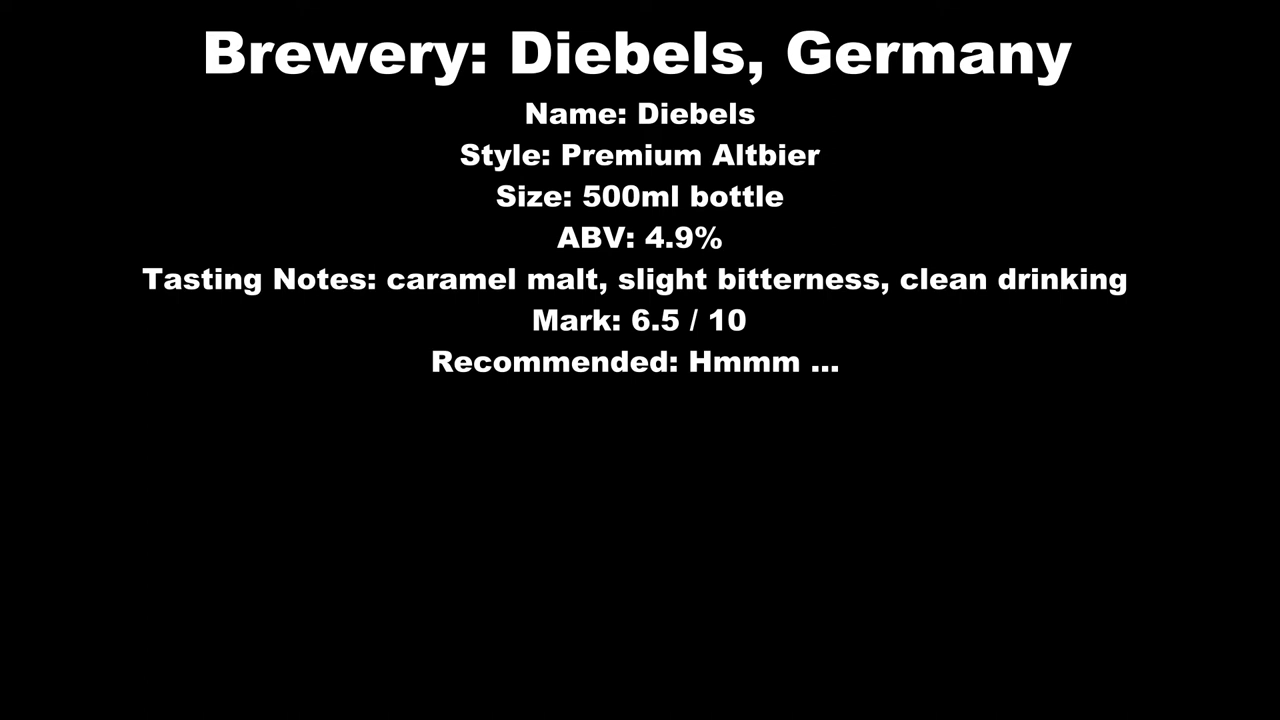 Brewery: Diebels, Germany
Name: Diebels
Style: Premium Altbier
Size: 500ml bottle
ABV: 4.9%
Tasting Notes: caramel malt, slight bitterness, clean drinking
Mark: 6.5 / 10
Recommended: Hmmm ...